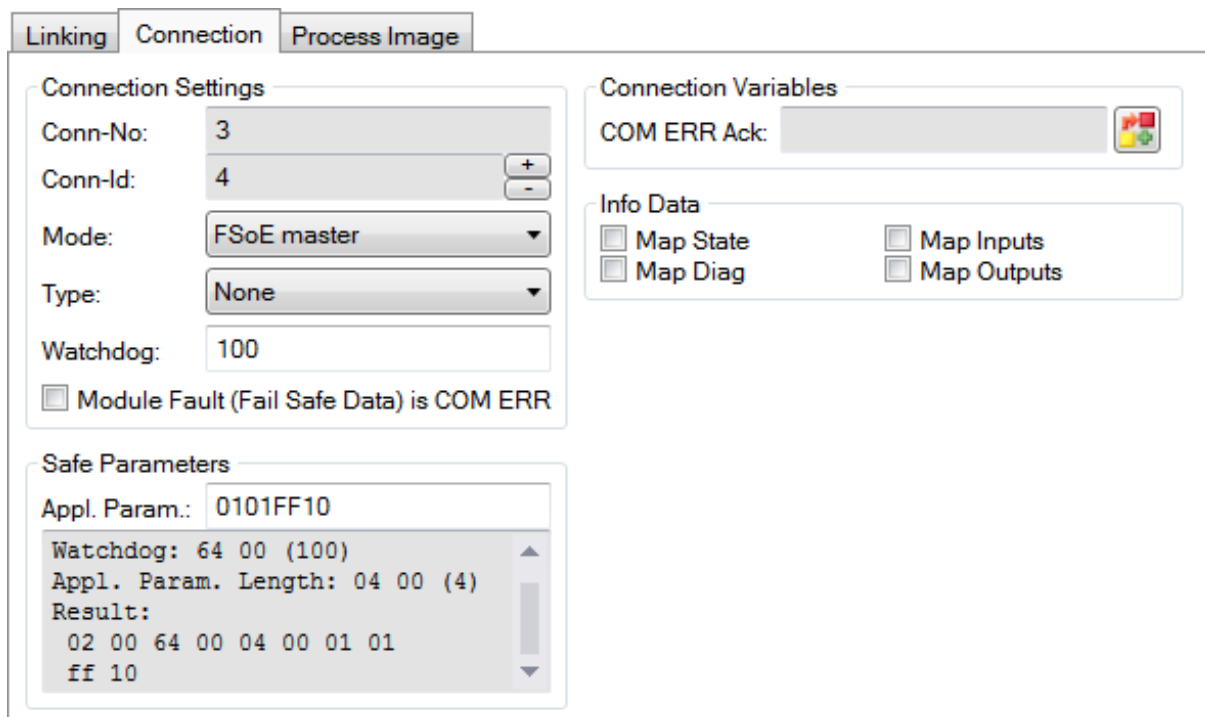 Linking Connection Process Image
Connection Settings
Conn-No: 3
Conn-Id: 4
+
-
Mode: FSoE master
Type: None
Watchdog: 100
Module Fault (Fail Safe Data) is COM ERR
Safe Parameters
Appl. Param.: 0101FF10
Watchdog: 64 00 (100)
Appl. Param. Length: 04 00 (4)
Result:
02 00 64 00 04 00 01 01
ff 10
Connection Variables
COM ERR Ack:
Info Data
Map State Map Inputs
Map Diag Map Outputs